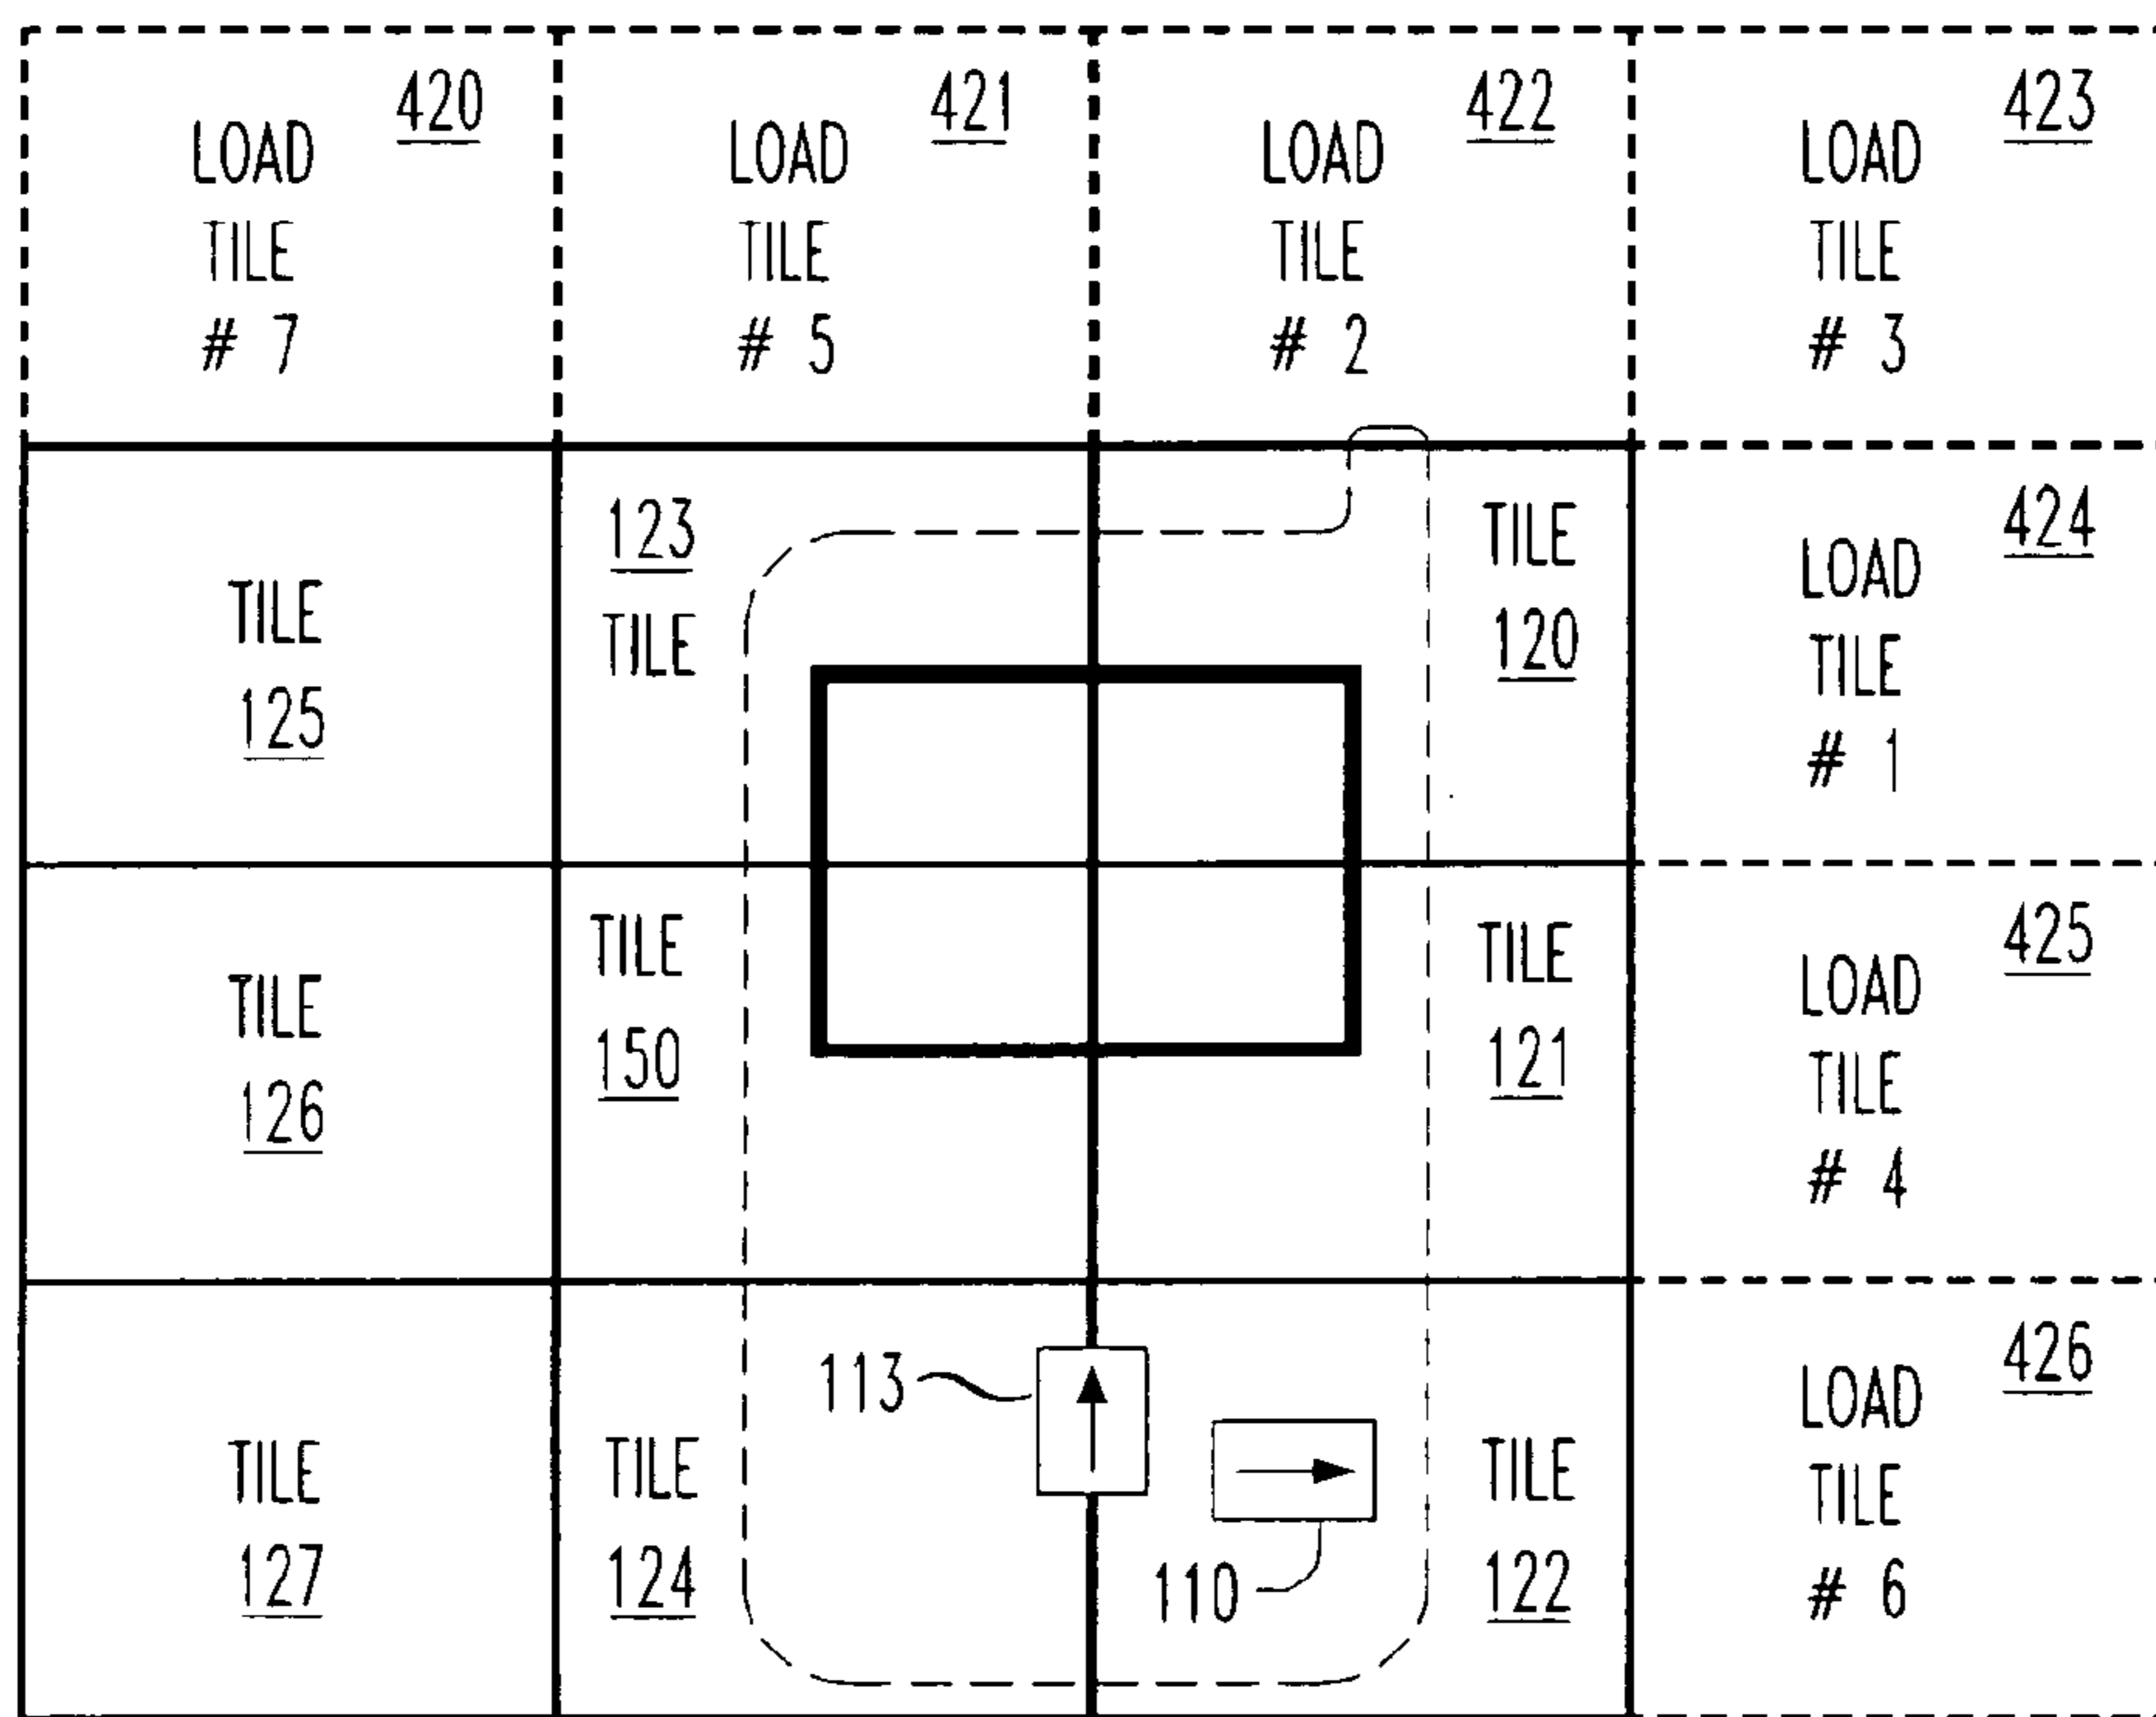 420
LOAD
TILE
# 7
421
LOAD
TILE
# 5
422
LOAD
TILE
# 2
423
LOAD
TILE
# 3
TILE
125
123
TILE
TILE
120
424
LOAD
TILE
# 1
TILE
126
TILE
150
TILE
121
425
LOAD
TILE
# 4
TILE
127
TILE
124
113
110
TILE
122
426
LOAD
TILE
# 6